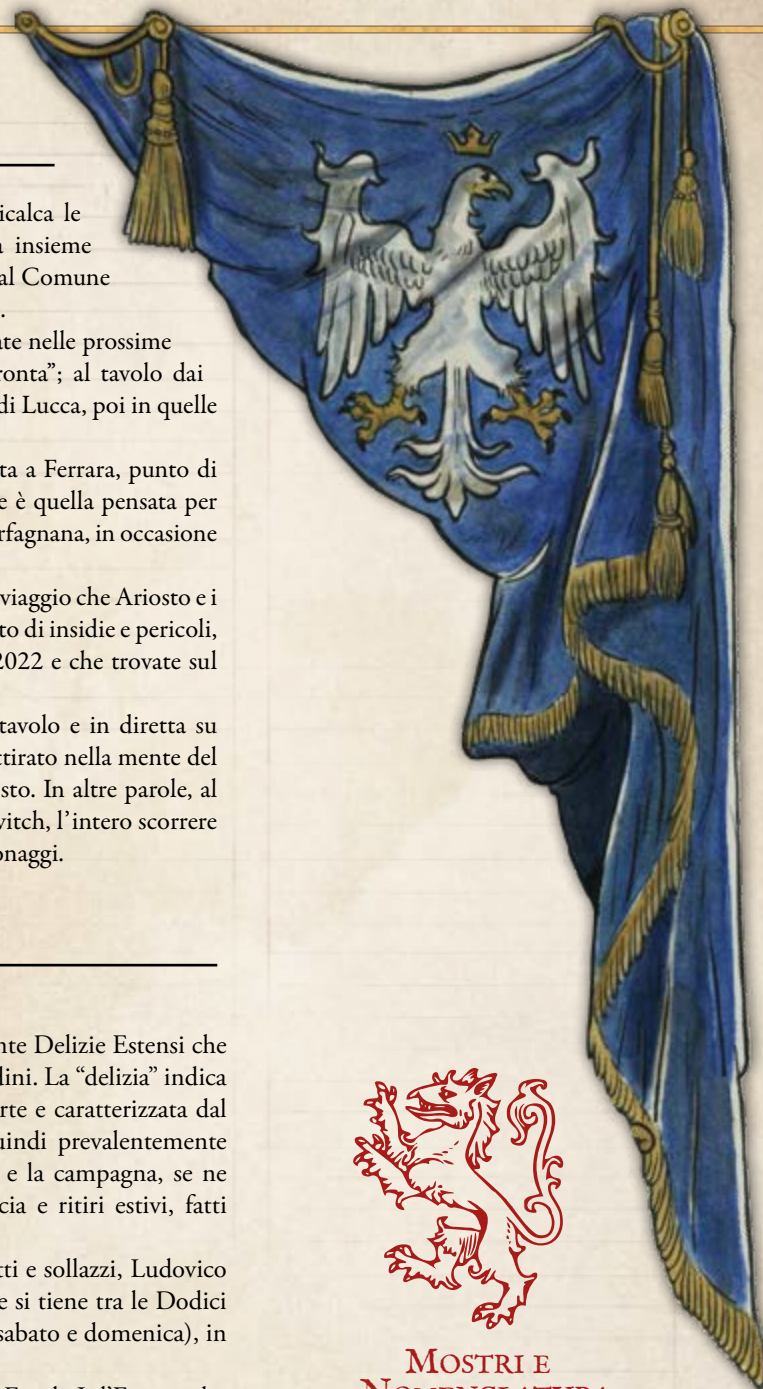 icalca le
insieme
al Comune
.
ate nelle prossime
ronta”; al tavolo dai
di Lucca, poi in quelle
ta a Ferrara, punto di
e è quella pensata per
rfagnana, in occasione
viaggio che Ariosto e i
to di insidie e pericoli,
2022 e che trovate sul
tavolo e in diretta su
ttirato nella mente del
sto. In altre parole, al
witch, l’intero scorrere
onaggi.
nte Delizie Estensi che
dini. La “delizia” indica
rte e caratterizzata dal
uindi prevalentemente
e la campagna, se ne
cia e ritiri estivi, fatti
tti e sollazzi, Ludovico
e si tiene tra le Dodici
sabato e domenica), in
Mostri e